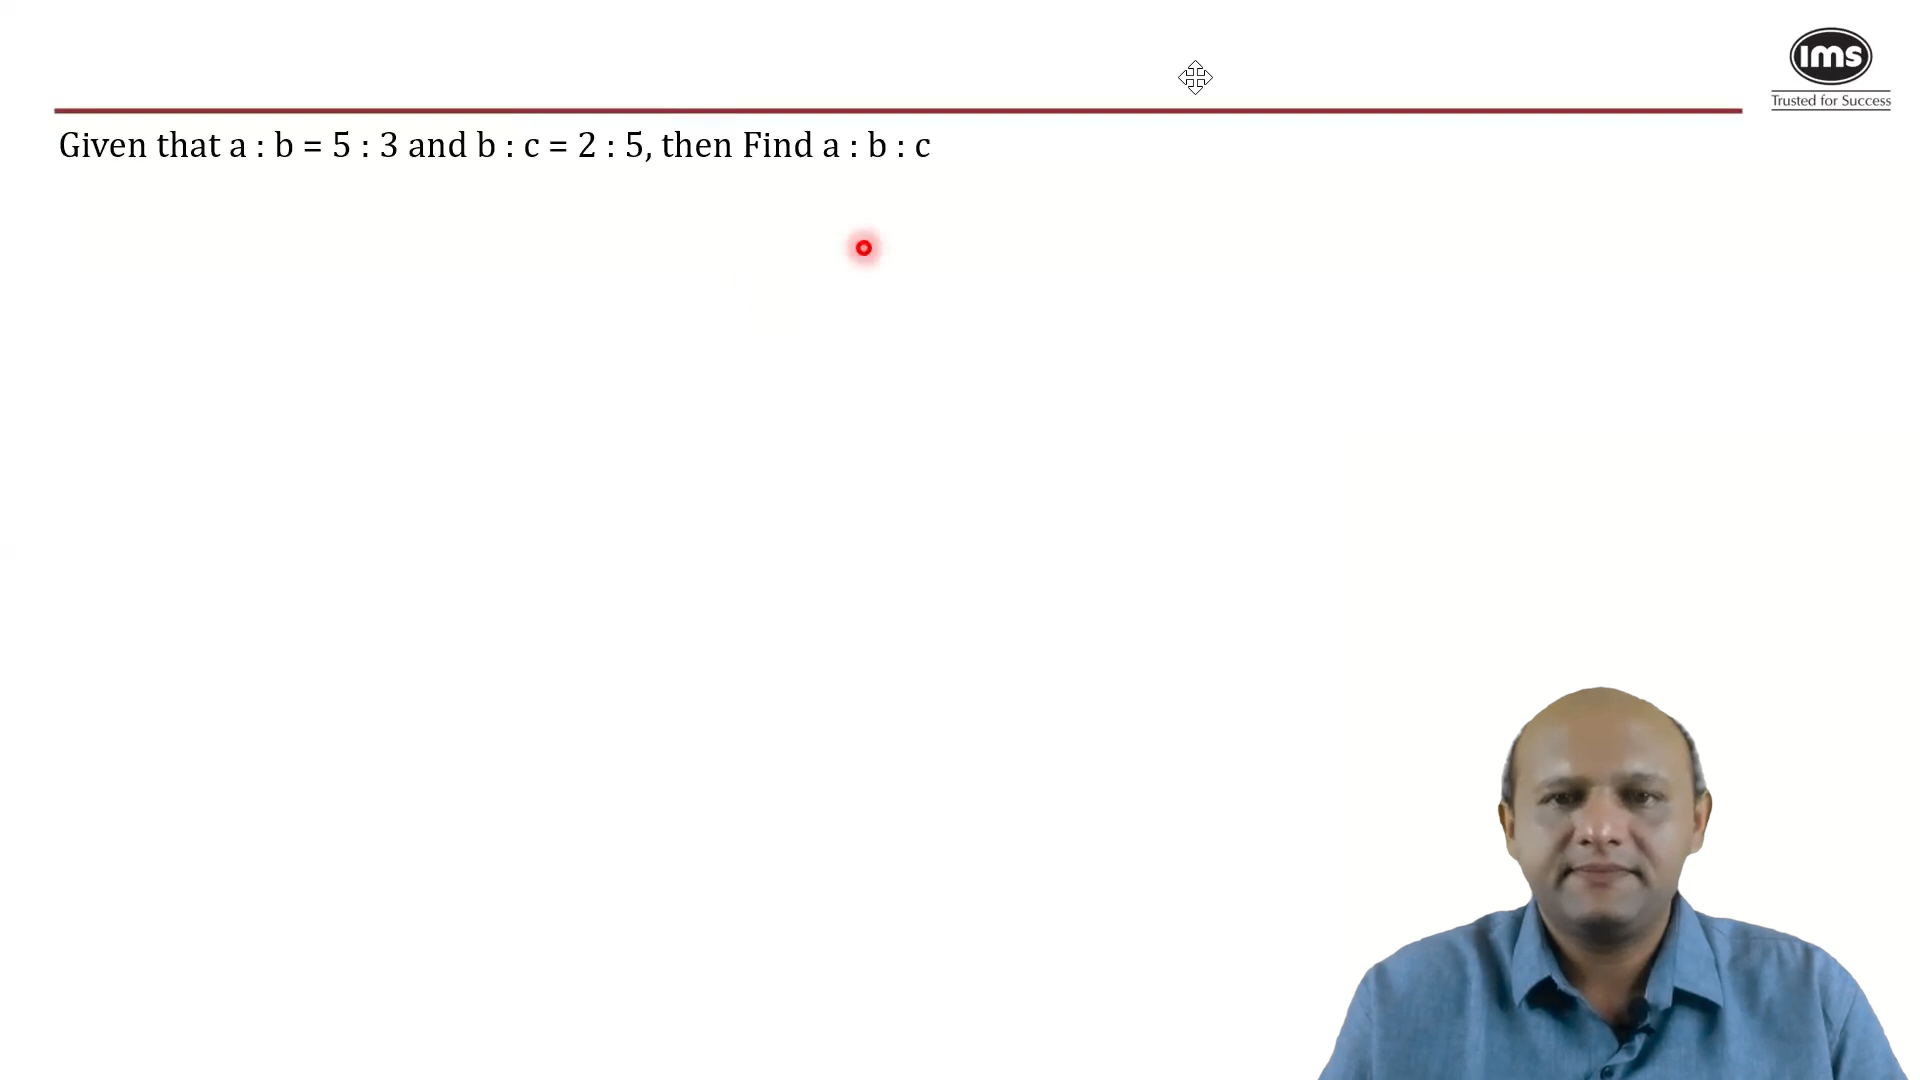 ims
Trusted for Success
Given that a : b = 5 : 3 and b : c = 2 : 5, then Find a : b : c